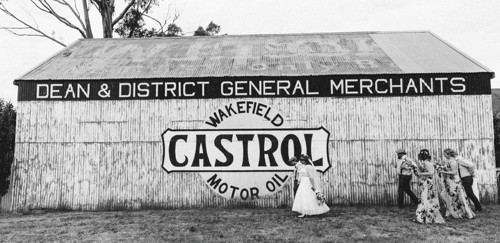 DEAN & DISTRICT GENERAL MERCHANTS
WAKEFIELD
CASTROL
MOTOR OIL